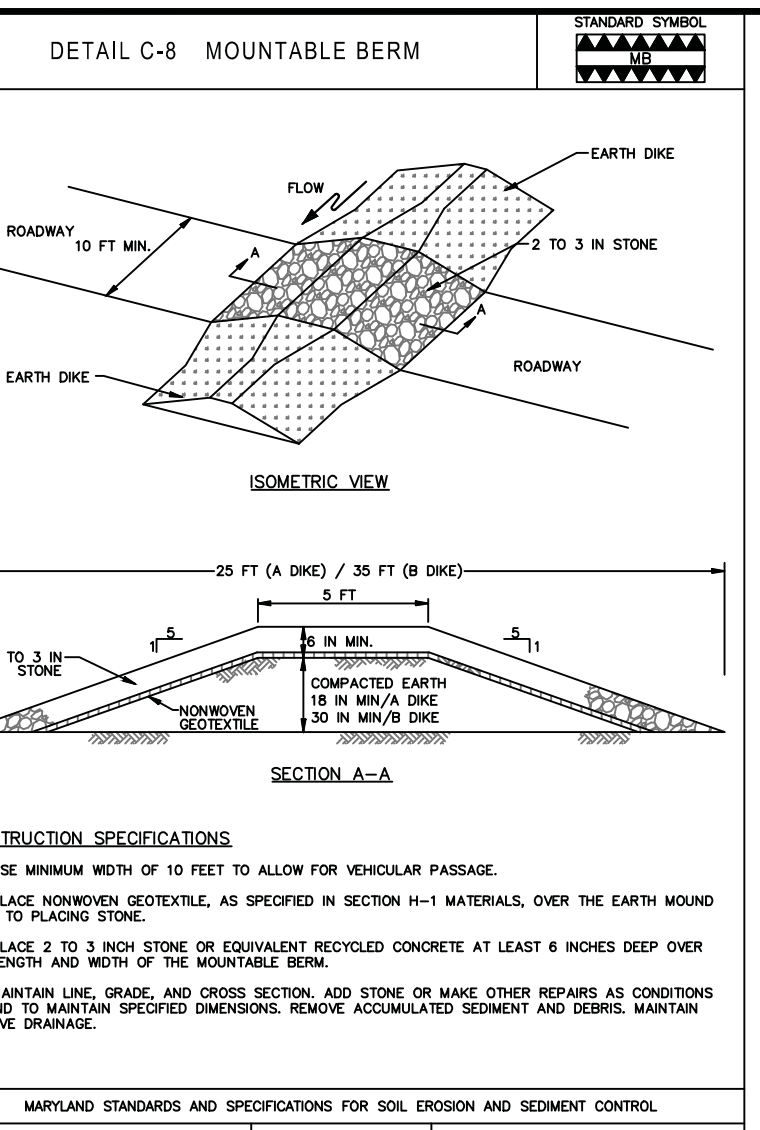 STANDARD SYMBOL
DETAIL C-8 MOUNTABLE BERM
MB
EARTH DIKE
FLOW
ROADWAY
10 FT MIN.
A
2 TO 3 IN STONE
A
ROADWAY
EARTH DIKE
ISOMETRIC VIEW
25 FT (A DIKE) / 35 FT (B DIKE)
5 FT
5
1
5
1
6 IN MIN.
TO 3 IN
STONE
COMPACTED EARTH
18 IN MIN/A DIKE
30 IN MIN/B DIKE
NONWOVEN
GEOTEXTILE
SECTION A-A
TRUCTION SPECIFICATIONS
SE MINIMUM WIDTH OF 10 FEET TO ALLOW FOR VEHICULAR PASSAGE.
LACE NONWOVEN GEOTEXTILE, AS SPECIFIED IN SECTION H-1 MATERIALS, OVER THE EARTH MOUND
TO PLACING STONE.
LACE 2 TO 3 INCH STONE OR EQUIVALENT RECYCLED CONCRETE AT LEAST 6 INCHES DEEP OVER
ENGTH AND WIDTH OF THE MOUNTABLE BERM.
AINTAIN LINE, GRADE, AND CROSS SECTION. ADD STONE OR MAKE OTHER REPAIRS AS CONDITIONS
ND TO MAINTAIN SPECIFIED DIMENSIONS. REMOVE ACCUMULATED SEDIMENT AND DEBRIS. MAINTAIN
VE DRAINAGE.
MARYLAND STANDARDS AND SPECIFICATIONS FOR SOIL EROSION AND SEDIMENT CONTROL